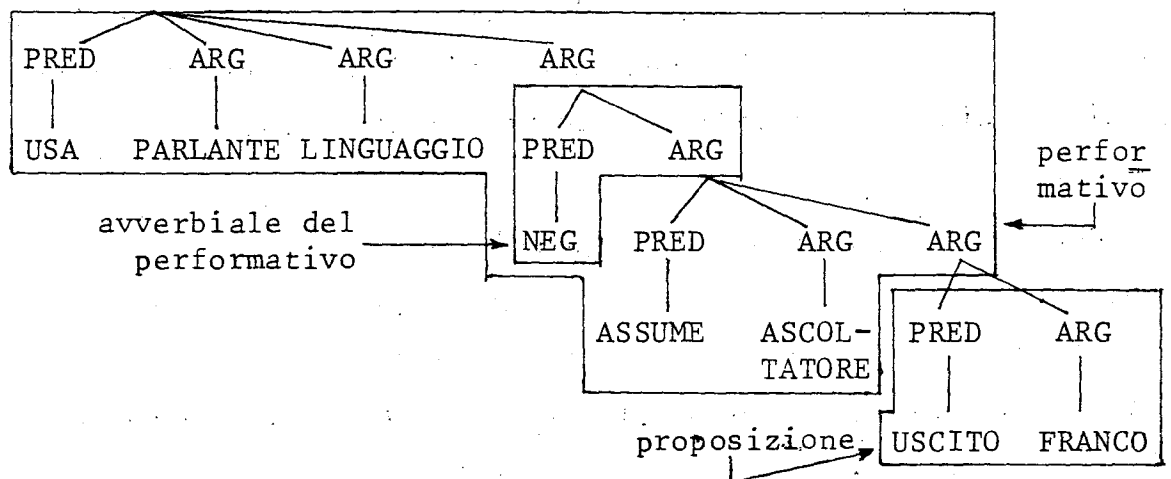 PRED ARG ARG ARG
USA PARLANTE LINGUAGGIO PRED ARG
perfor
mativo
avverbiale del
performativo
NEG PRED ARG ARG
ASSUME ASCOL-
TATORE
PRED ARG
proposizione
USCITO FRANCO